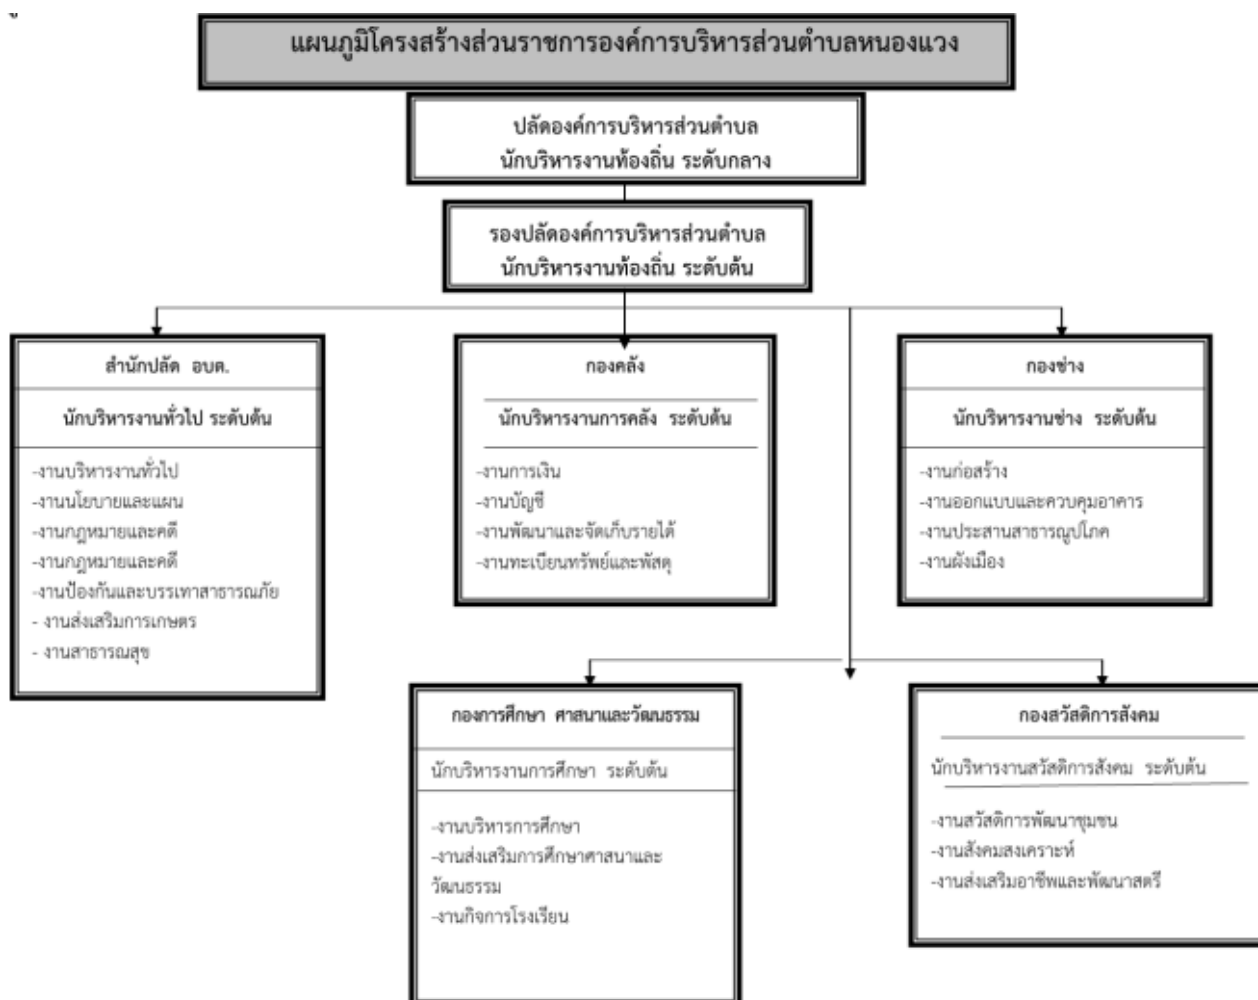 แผนภูมิโครงสร้างส่วนราชการองค์การบริหารส่วนตำบลหนองแวง
ปลัดองค์การบริหารส่วนตำบล
นักบริหารงานท้องถิ่น ระดับกลาง
รองปลัดองค์การบริหารส่วนตำบล
นักบริหารงานท้องถิ่น ระดับต้น
สำนักปลัด อบต.
นักบริหารงานทั่วไป ระดับต้น
-งานบริหารงานทั่วไป
-งานนโยบายและแผน
-งานกฎหมายและคดี
-งานกฎหมายและคดี
-งานป้องกันและบรรเทาสาธารณภัย
- งานส่งเสริมการเกษตร
- งานสาธารณสุข
กองคลัง
นักบริหารงานการคลัง ระดับต้น
-งานการเงิน
-งานบัญชี
-งานพัฒนาและจัดเก็บรายได้
-งานทะเบียนทรัพย์และพัสดุ
กองช่าง
นักบริหารงานช่าง ระดับต้น
-งานก่อสร้าง
-งานออกแบบและควบคุมอาคาร
-งานประสานสาธารณูปโภค
-งานผังเมือง
กองการศึกษา ศาสนาและวัฒนธรรม
นักบริหารงานการศึกษา ระดับต้น
-งานบริหารการศึกษา
-งานส่งเสริมการศึกษาศาสนาและ
วัฒนธรรม
-งานกิจการโรงเรียน
กองสวัสดิการสังคม
นักบริหารงานสวัสดิการสังคม ระดับต้น
-งานสวัสดิการพัฒนาชุมชน
-งานสังคมสงเคราะห์
-งานส่งเสริมอาชีพและพัฒนาสตรี